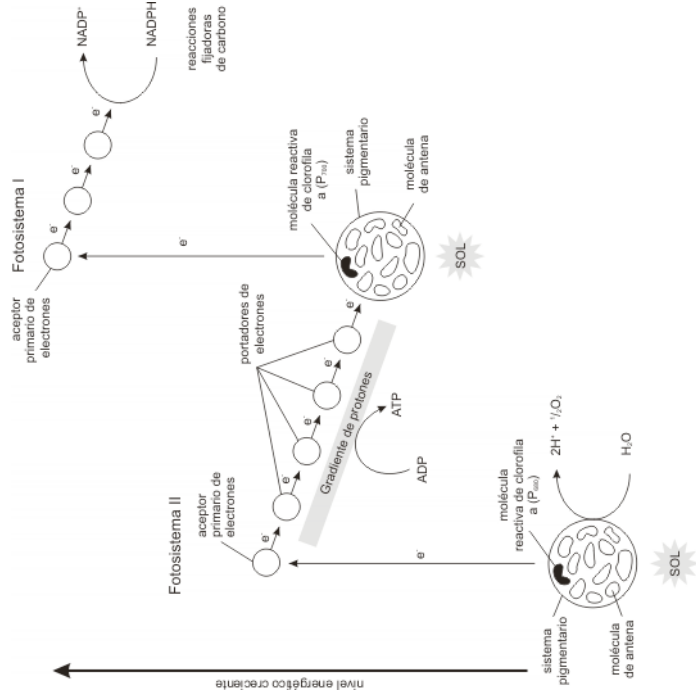 nivel energético creciente
Fotosistema I
aceptor
primario de
electrones
e⁻
e⁻
e⁻
NADP⁺
NADPH
reacciones
fijadoras
de carbono
e⁻
Fotosistema II
aceptor
primario de
electrones
portadores de
electrones
e⁻
e⁻
e⁻
e⁻
e⁻
Gradiente de protones
ADP
ATP
molécula reactiva
de clorofila
a (P₇₀₀)
sistema
pigmentario
molécula
de antena
SOL
e⁻
molécula
reactiva de clorofila
a (P₆₈₀)
2H⁺ + ¹/₂O₂
H₂O
sistema
pigmentario
molécula
de antena
SOL